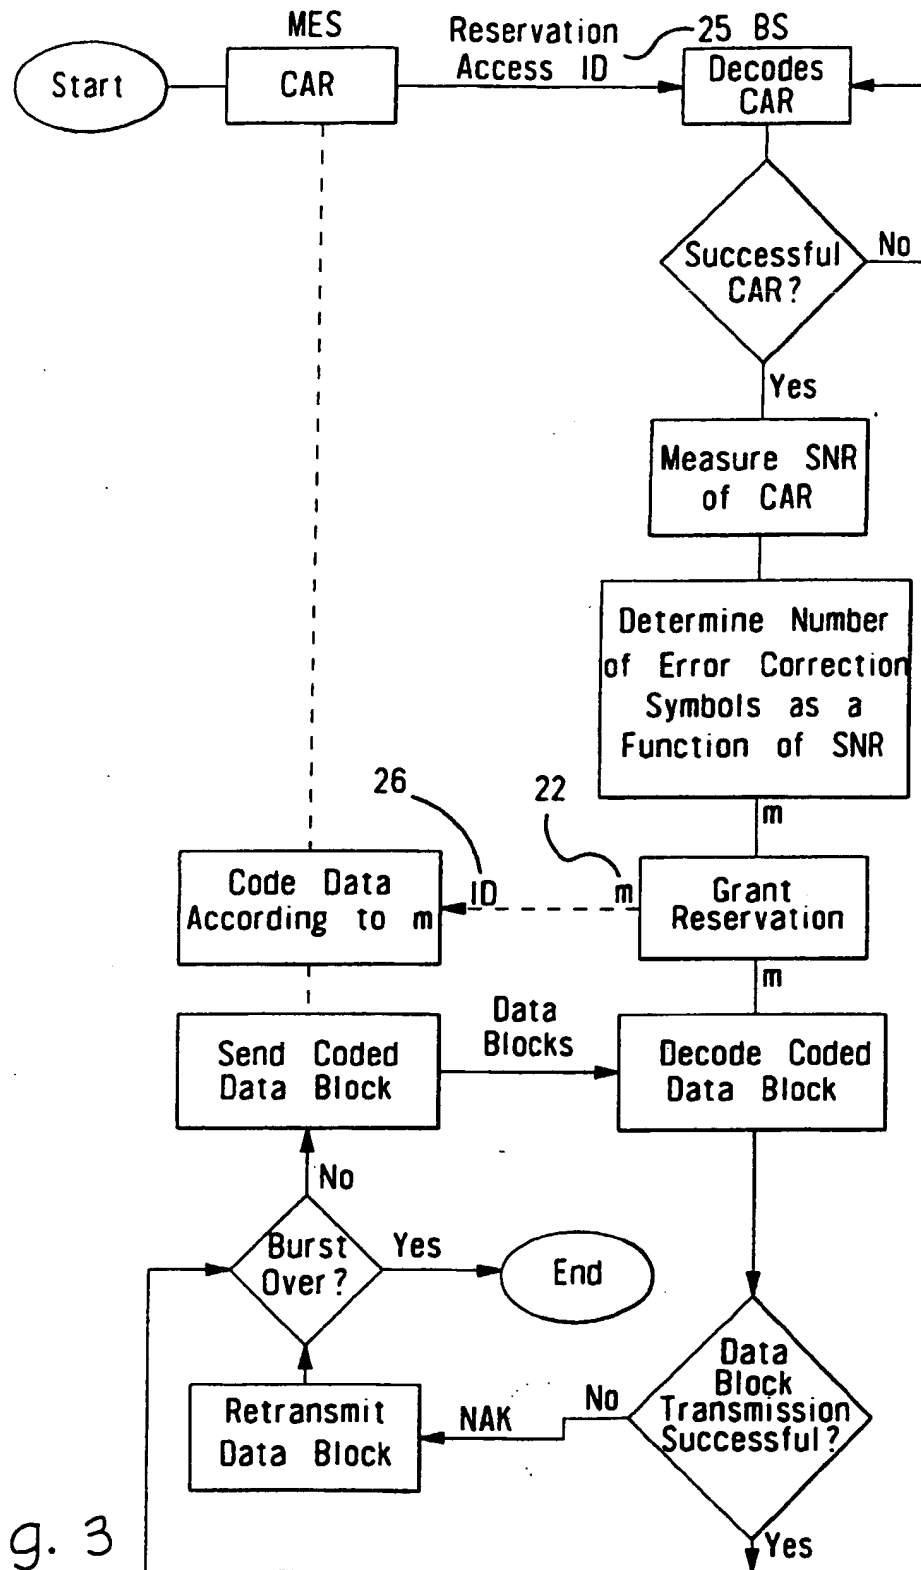 MES
Reservation
Access ID
25 BS
Start
CAR
Decodes
CAR
Successful
CAR?
No
Yes
Measure SNR
of CAR
Determine Number
of Error Correction
Symbols as a
Function of SNR
m
26
22
Code Data
According to m
ID
m
Grant
Reservation
m
Send Coded
Data Block
Data
Blocks
Decode Coded
Data Block
No
Burst
Over?
Yes
End
Data
Block
Transmission
Successful?
No
NAK
Retransmit
Data Block
Yes
g. 3